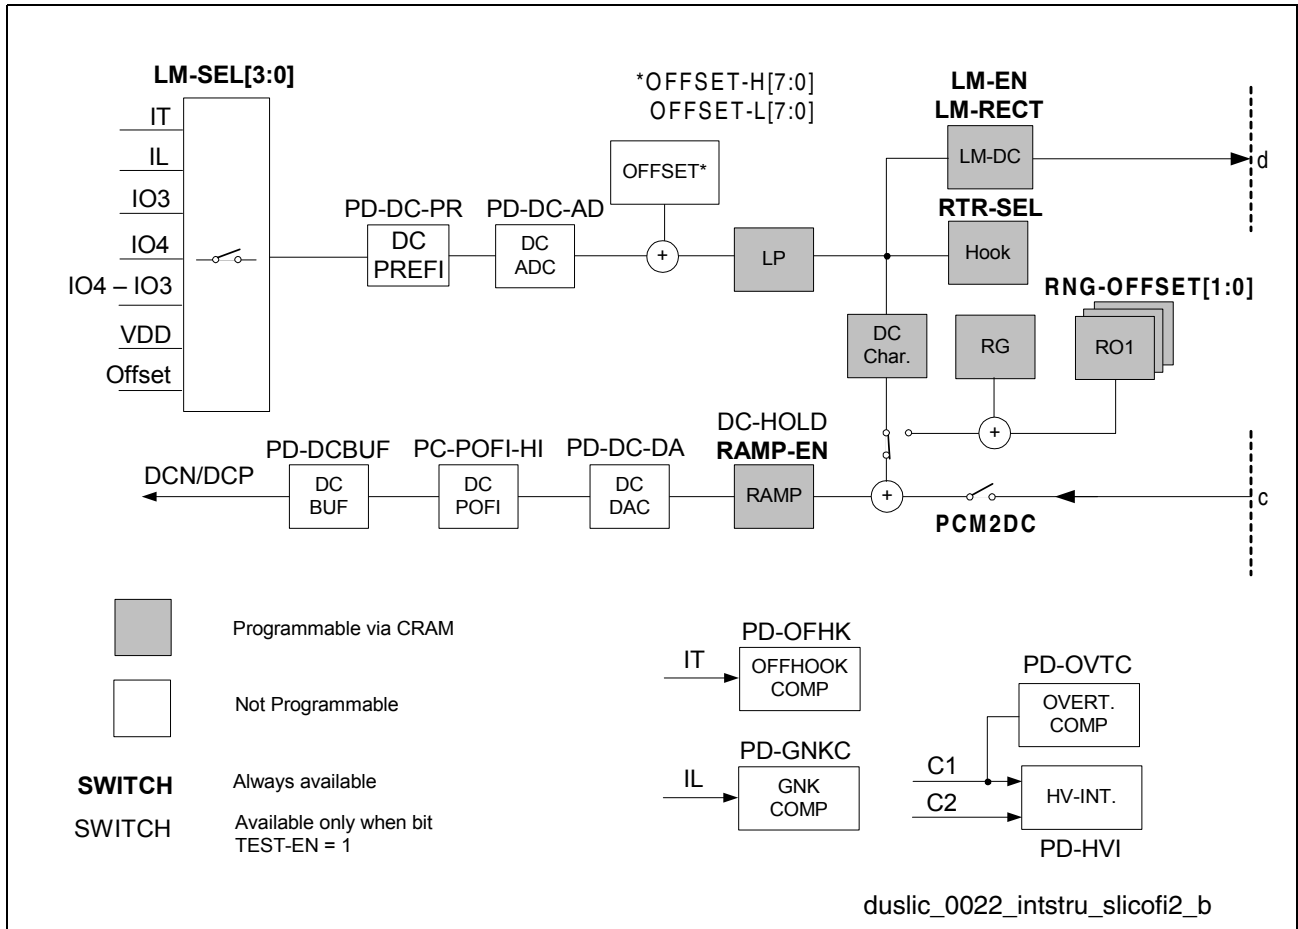 LM-SEL[3:0]
IT
IL
IO3
IO4
IO4 – IO3
VDD
Offset
PD-DC-PR
DC
PREFI
PD-DC-AD
DC
ADC
*OFFSET-H[7:0]
OFFSET-L[7:0]
OFFSET*
+
LP
LM-EN
LM-RECT
LM-DC
d
RTR-SEL
Hook
RNG-OFFSET[1:0]
DC
Char.
RG
RO1
+
DCN/DCP
PD-DCBUF
DC
BUF
PC-POFI-HI
DC
POFI
PD-DC-DA
DC
DAC
DC-HOLD
RAMP-EN
RAMP
+
PCM2DC
c
Programmable via CRAM
Not Programmable
SWITCH
Always available
SWITCH
Available only when bit
TEST-EN = 1
PD-OFHK
IT
OFFHOOK
COMP
PD-GNKC
IL
GNK
COMP
PD-OVTC
OVERT.
COMP
C1
C2
HV-INT.
PD-HVI
duslic_0022_intstru_slicofi2_b